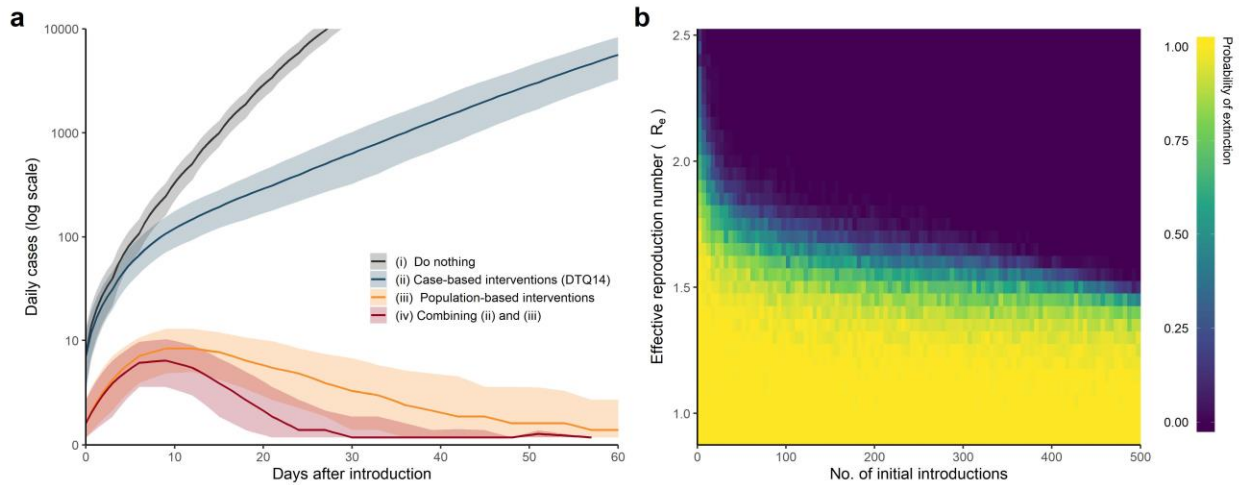 a
10000
1000
100
10
0
Daily cases (log scale)
0 10 20 30 40 50 60
Days after introduction
(i) Do nothing
(ii) Case-based interventions (DTQ14)
(iii) Population-based interventions
(iv) Combining (ii) and (iii)
b
2.5
2.0
1.5
1.0
Effective reproduction number ( Re )
0 100 200 300 400 500
No. of initial introductions
1.00
0.75
0.50
0.25
0.00
Probability of extinction